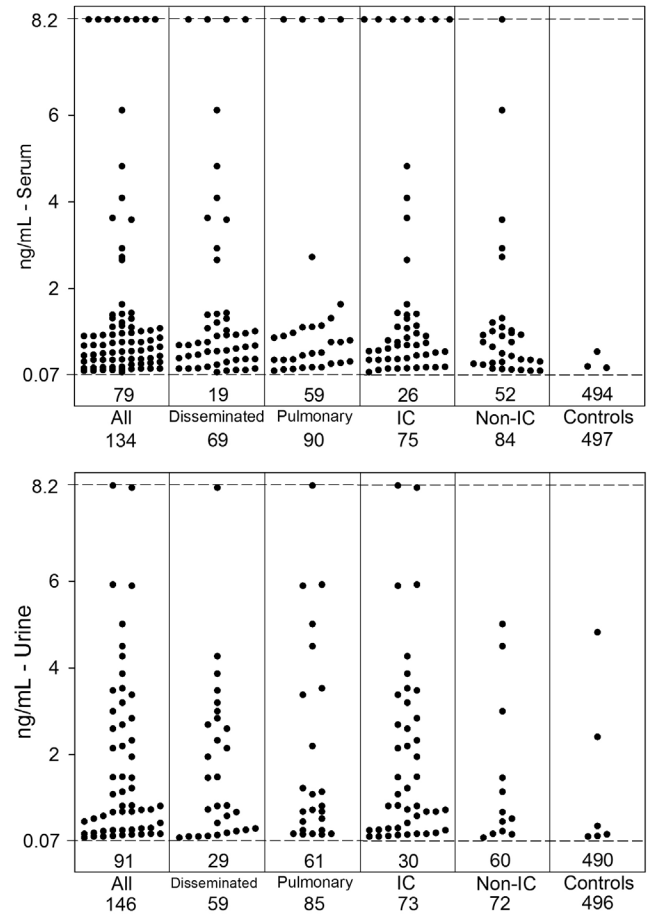 8.2
6
4
2
0.07
ng/mL - Serum
79 19 59 26 52 494
All Disseminated Pulmonary IC Non-IC Controls
134 69 90 75 84 497
8.2
6
4
2
0.07
ng/mL - Urine
91 29 61 30 60 490
All Disseminated Pulmonary IC Non-IC Controls
146 59 85 73 72 496